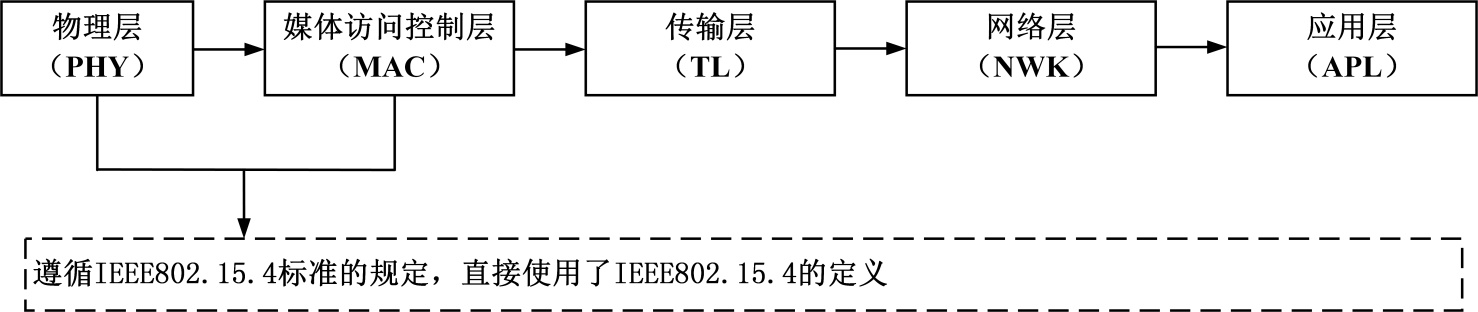 物理层
（PHY）
媒体访问控制层
（MAC）
传输层
（TL）
网络层
（NWK）
应用层
（APL）
遵循IEEE802.15.4标准的规定，直接使用了IEEE802.15.4的定义